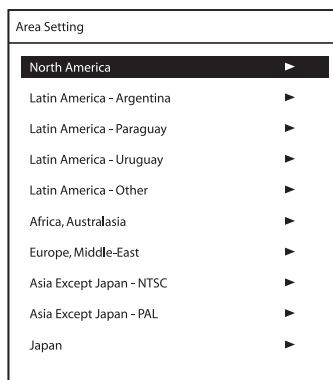 Area Setting
North America
Latin America - Argentina
Latin America - Paraguay
Latin America - Uruguay
Latin America - Other
Africa, Australasia
Europe, Middle-East
Asia Except Japan - NTSC
Asia Except Japan - PAL
Japan